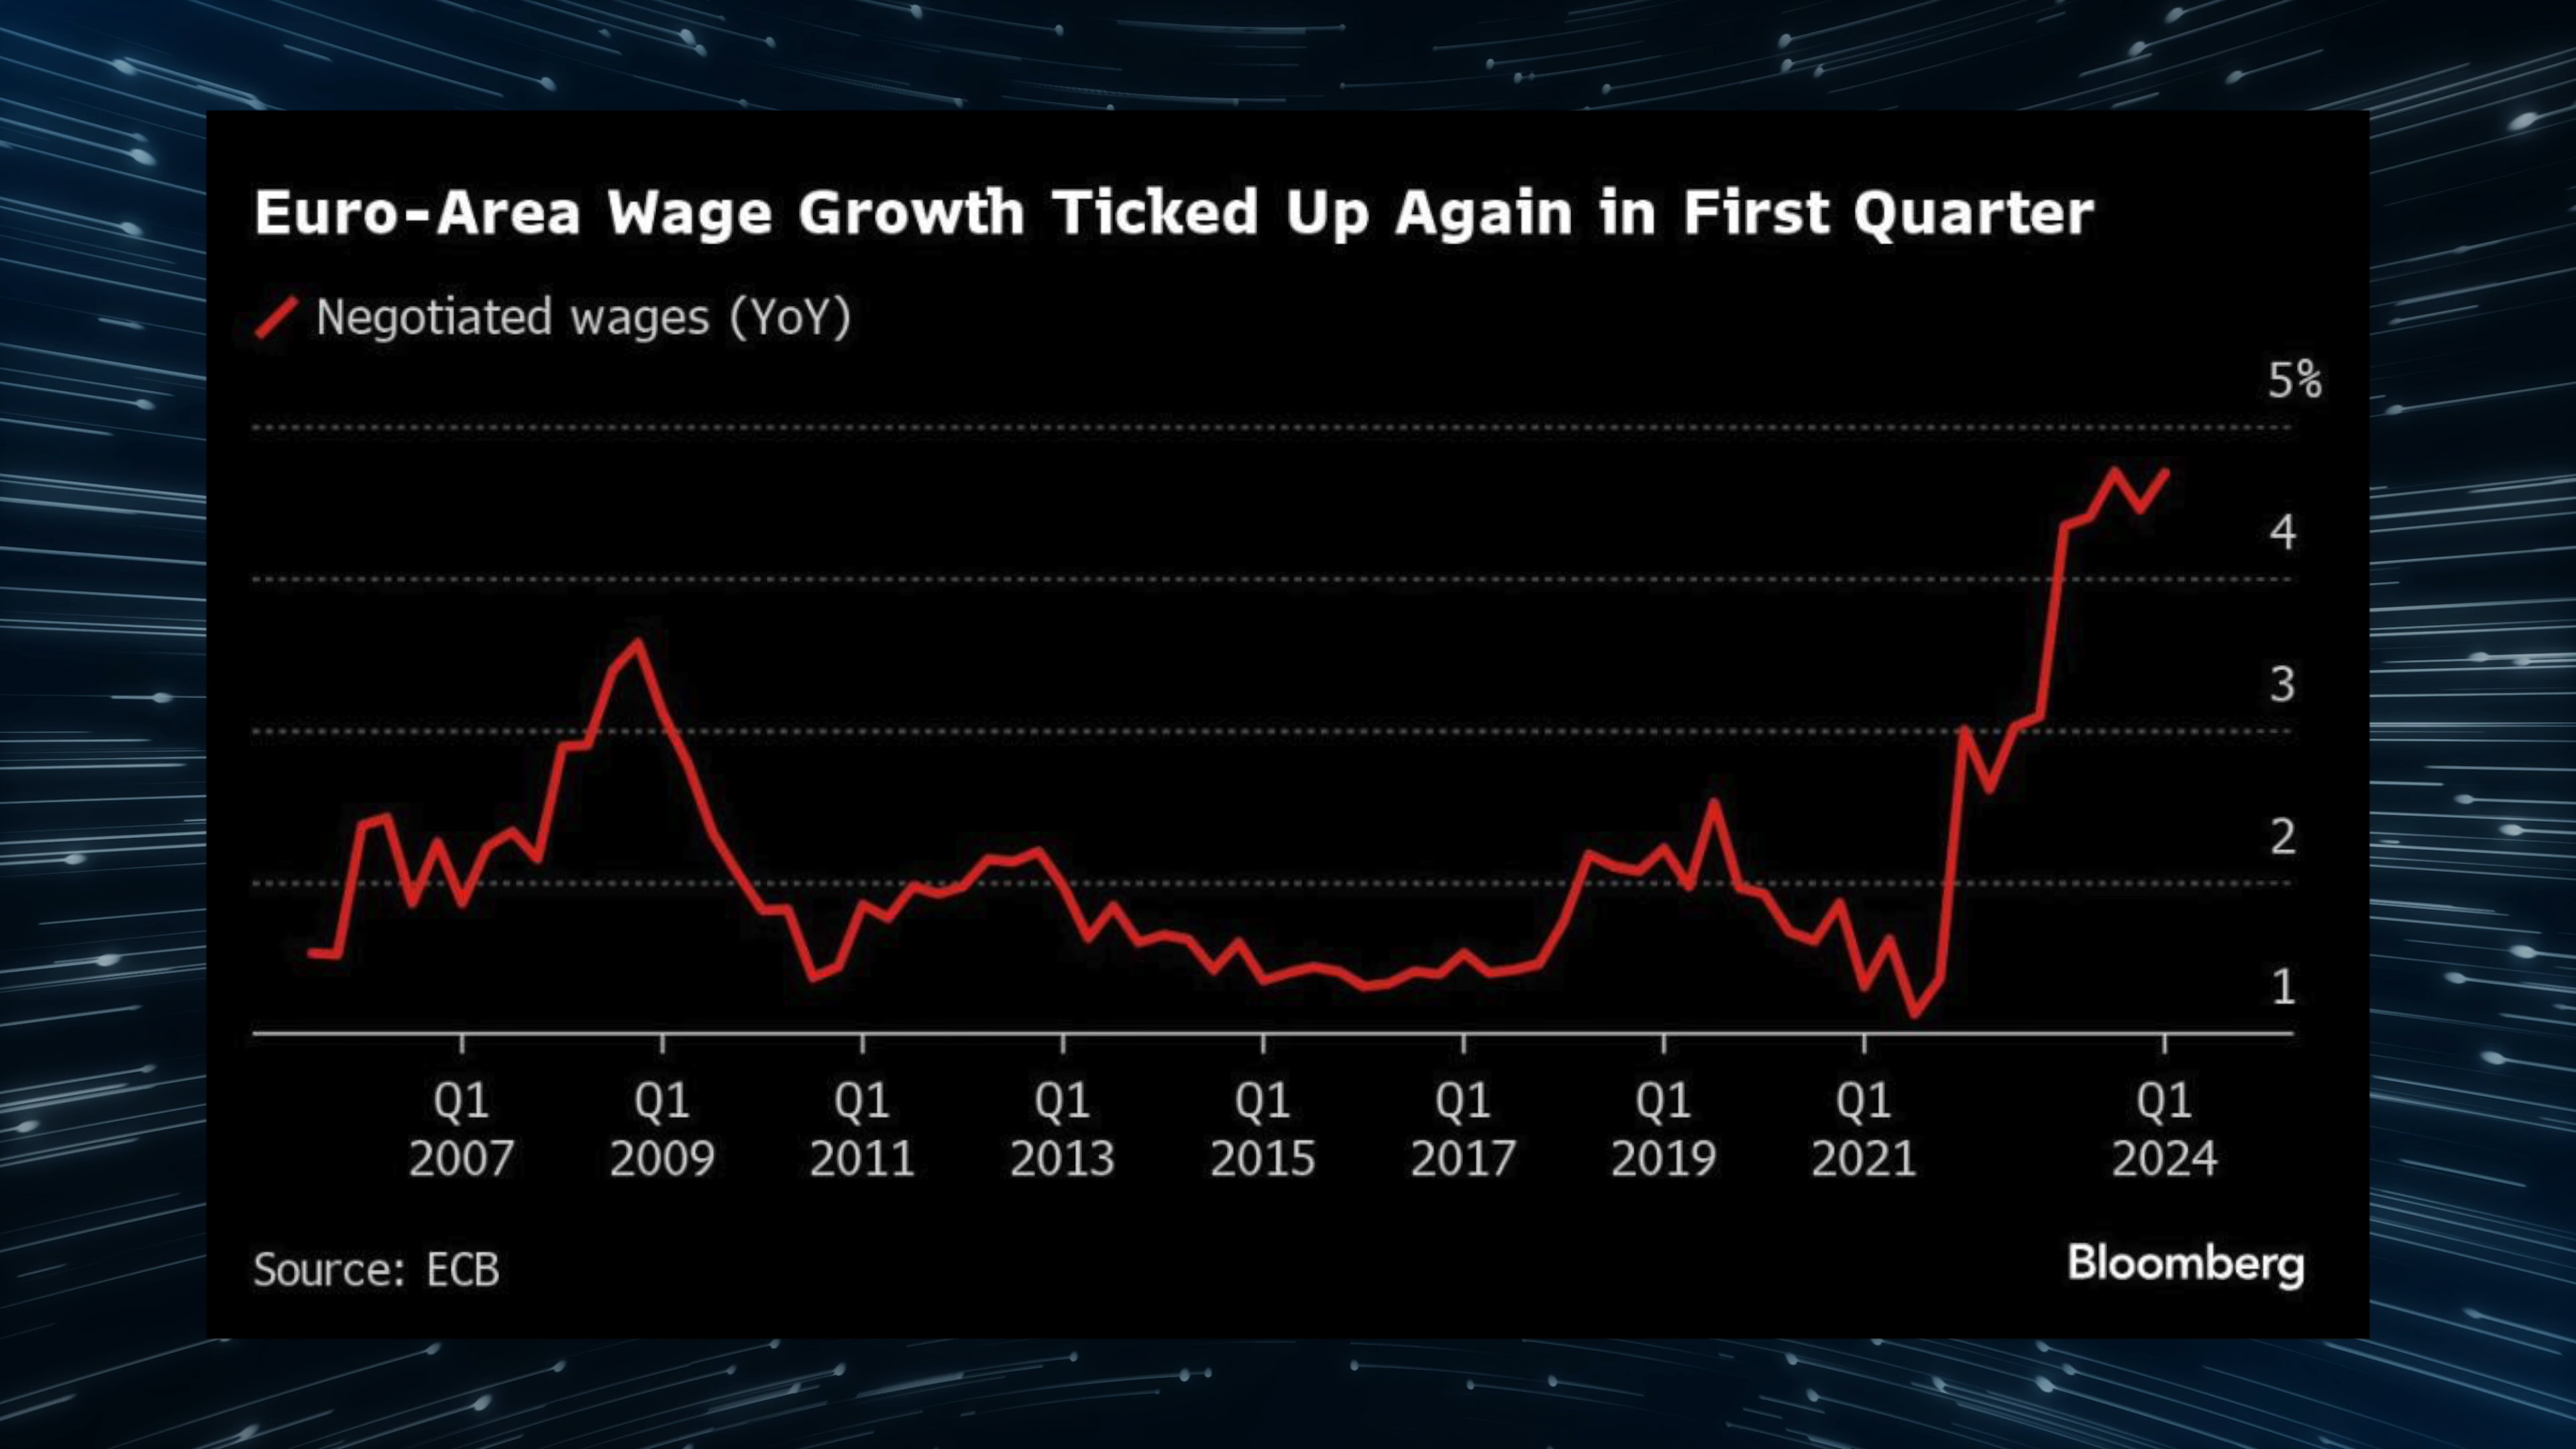 Euro-Area Wage Growth Ticked Up Again in First Quarter
Negotiated wages (YoY)
5%
4
3
2
1
Q1 Q1 Q1 Q1 Q1 Q1 Q1 Q1 Q1
2007 2009 2011 2013 2015 2017 2019 2021 2024
Source: ECB
Bloomberg